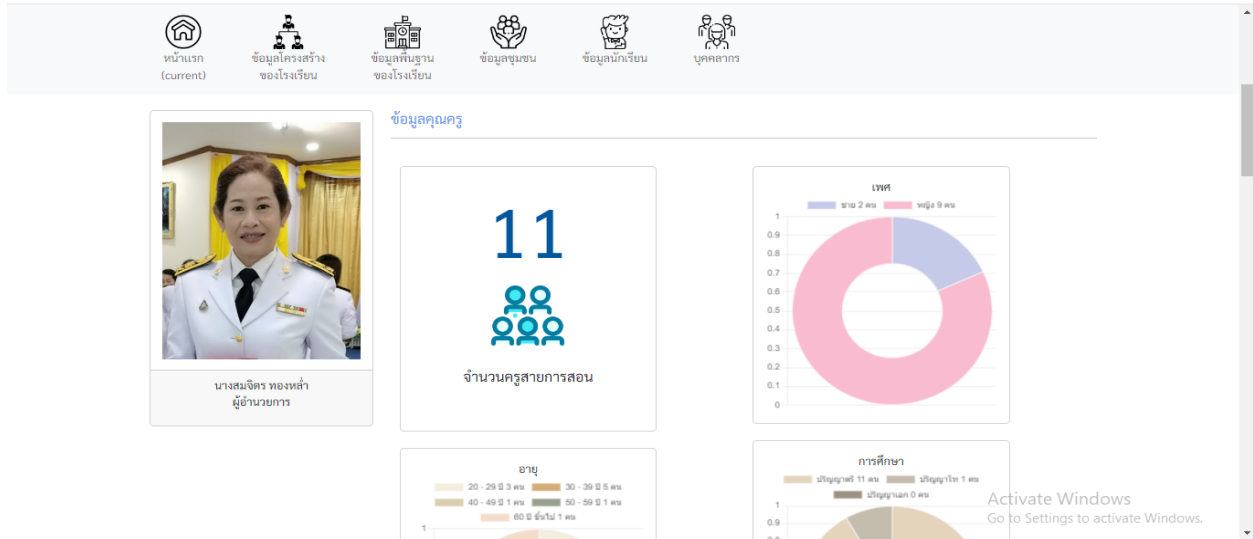 หน้าแรก
(current)
ข้อมูลโครงสร้าง
ของโรงเรียน
ข้อมูลพื้นฐาน
ของโรงเรียน
ข้อมูลชุมชน
ข้อมูลนักเรียน
บุคคลากร
นางสมจิตร ทองหล่ำ
ผู้อำนวยการ
ข้อมูลคุณครู
11
จำนวนครูสายการสอน
เพศ
ชาย 2 คน หญิง 9 คน
1
0.9
0.8
0.7
0.6
0.5
0.4
0.3
0.2
0.1
0
อายุ
20 - 29 ปี 3 คน 30 - 39 ปี 5 คน
40 - 49 ปี 1 คน 50 - 59 ปี 1 คน
60 ปี ขึ้นไป 1 คน
1
การศึกษา
ปริญญาตรี 11 คน ปริญญาโท 1 คน
ปริญญาเอก 0 คน
1
0.9
Activate Windows
Go to Settings to activate Windows.